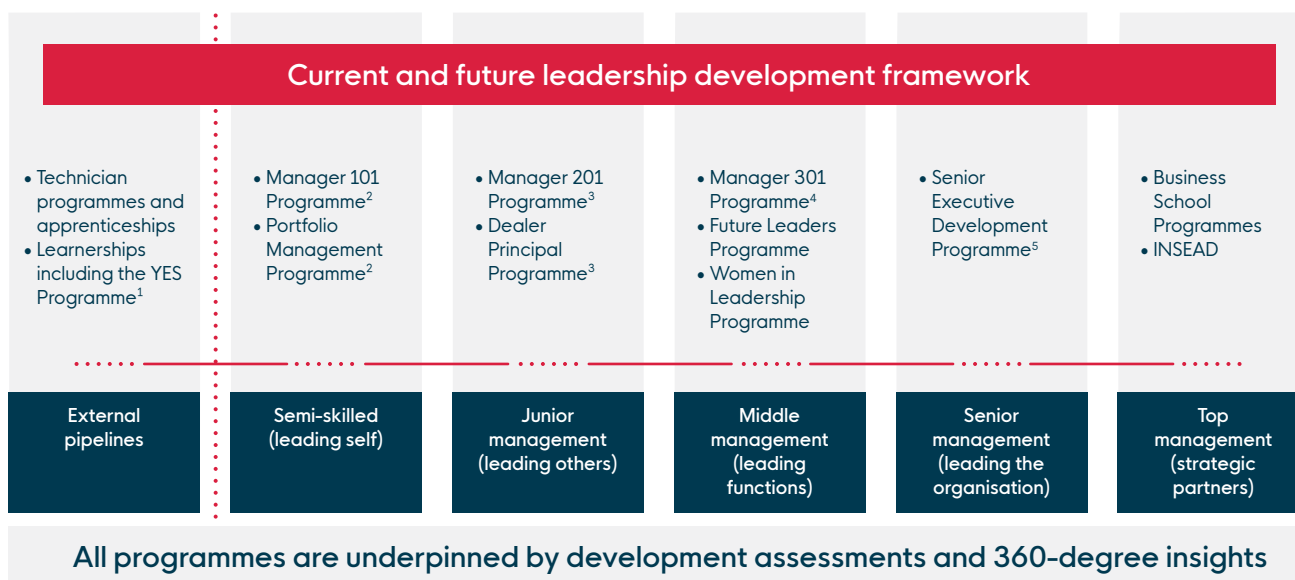 Current and future leadership development framework
• Technician
programmes and
apprenticeships
• Learnerships
including the YES
Programme¹
• Manager 101
Programme²
• Portfolio
Management
Programme²
• Manager 201
Programme³
• Dealer
Principal
Programme³
• Manager 301
Programme⁴
• Future Leaders
Programme
• Women in
Leadership
Programme
• Senior
Executive
Development
Programme⁵
• Business
School
Programmes
• INSEAD
External
pipelines
Semi-skilled
(leading self)
Junior
management
(leading others)
Middle
management
(leading
functions)
Senior
management
(leading the
organisation)
Top
management
(strategic
partners)
All programmes are underpinned by development assessments and 360-degree insights